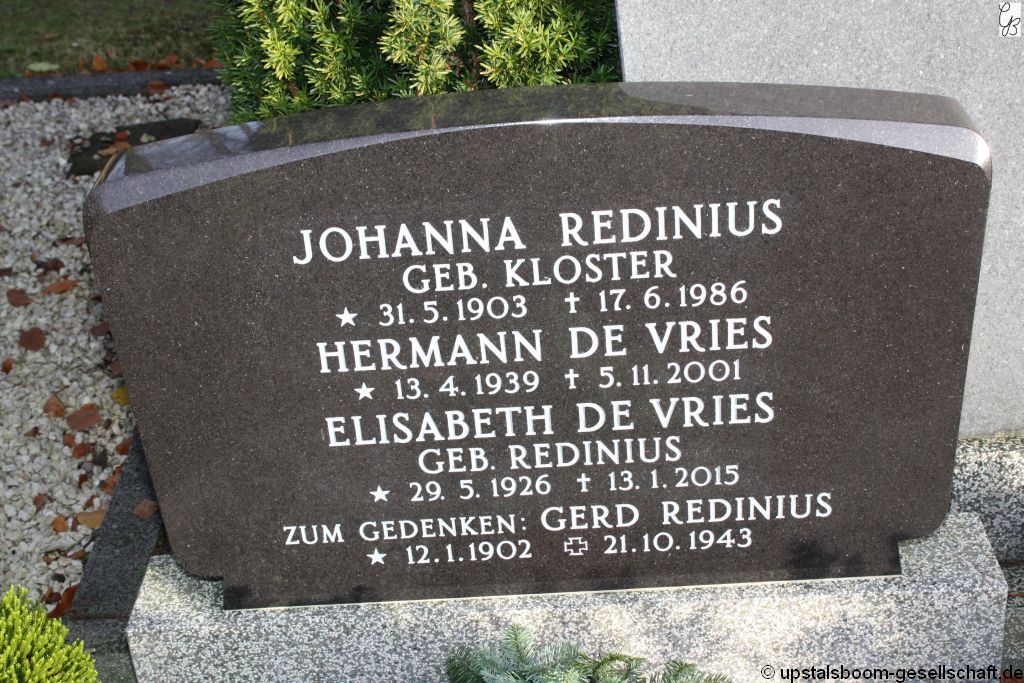 JOHANNA REDINIUS
GEB. KLOSTER
★ 31. 5. 1903 ✝ 17. 6. 1986
HERMANN DE VRIES
★ 13. 4. 1939 ✝ 5. 11. 2001
ELISABETH DE VRIES
GEB. REDINIUS
★ 29. 5. 1926 ✝ 13. 1. 2015
ZUM GEDENKEN: GERD REDINIUS
★ 12. 1. 1902 ✠ 21. 10. 1943
© upstalsboom-gesellschaft.de